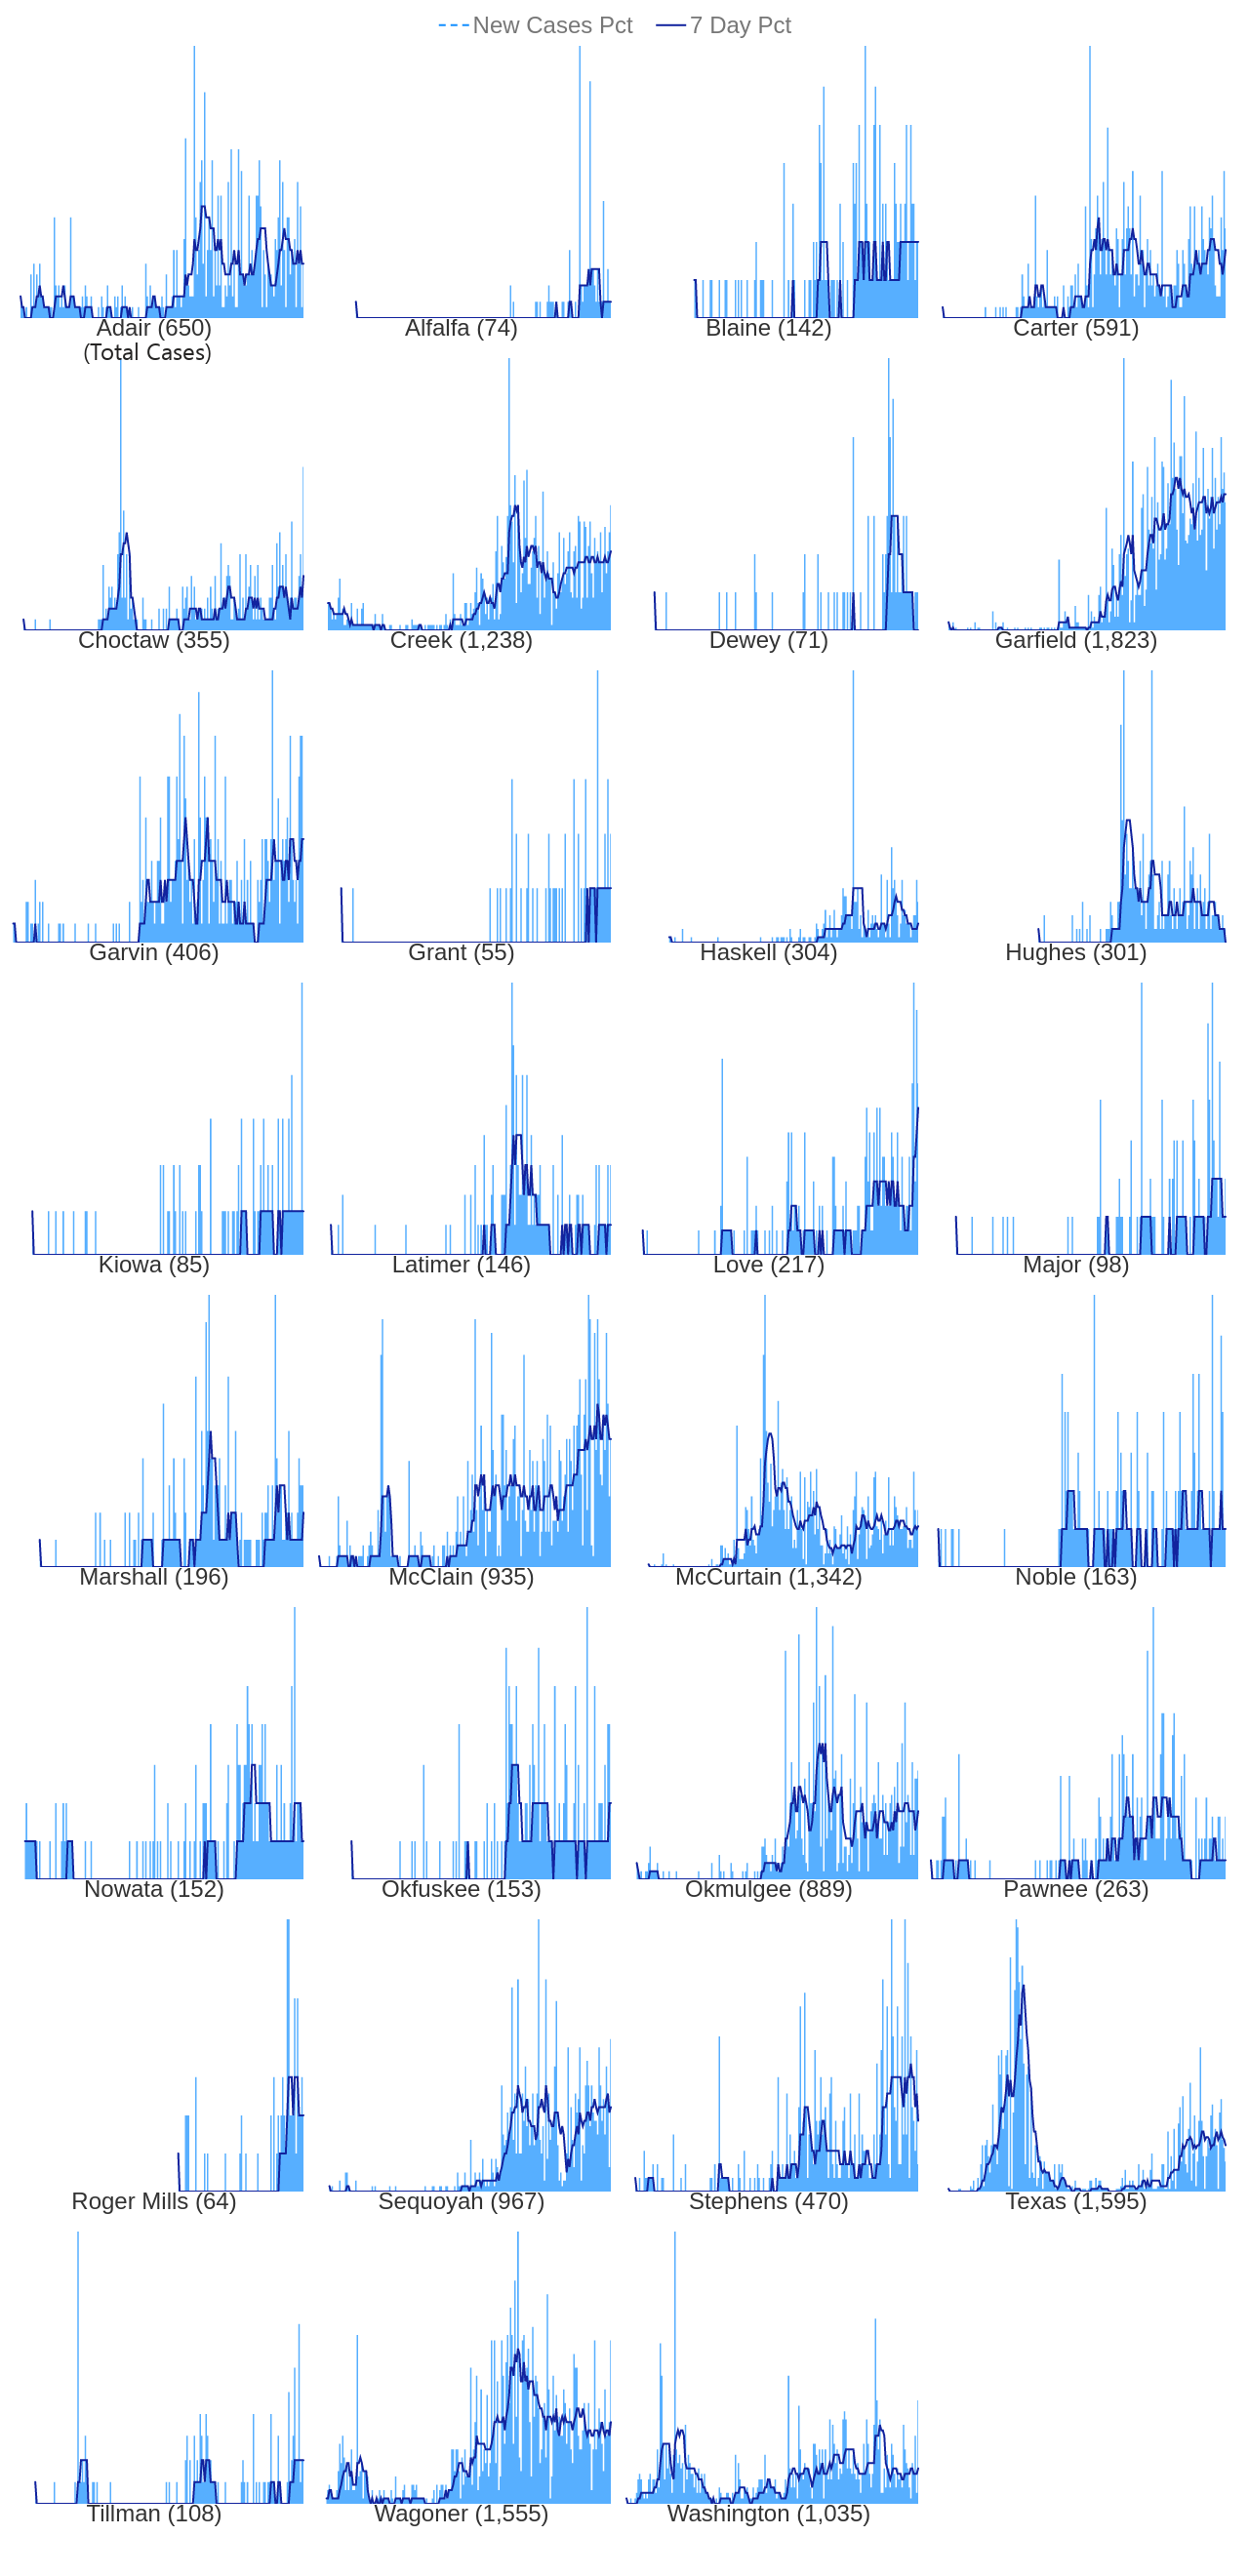 New Cases Pct 7 Day Pct
Adair (650) Alfalfa (74) Blaine (142) Carter (591)
(Total Cases)
Choctaw (355) Creek (1,238) Dewey (71) Garfield (1,823)
Garvin (406) Grant (55) Haskell (304) Hughes (301)
Kiowa (85) Latimer (146) Love (217) Major (98)
Marshall (196) McClain (935) McCurtain (1,342) Noble (163)
Nowata (152) Okfuskee (153) Okmulgee (889) Pawnee (263)
Roger Mills (64) Sequoyah (967) Stephens (470) Texas (1,595)
Tillman (108) Wagoner (1,555) Washington (1,035)